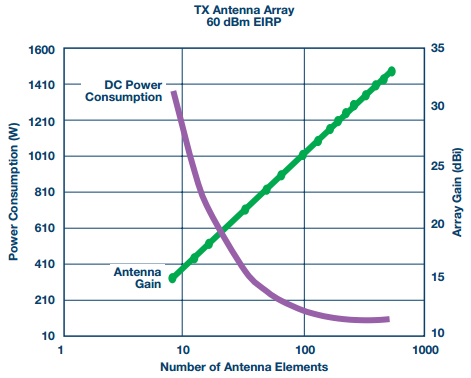 TX Antenna Array
60 dBm EIRP
1600
1410
1210
1010
810
610
410
210
10
Power Consumption (W)
DC Power
Consumption
Antenna
Gain
35
30
25
20
15
10
Array Gain (dBi)
1
10
100
1000
Number of Antenna Elements